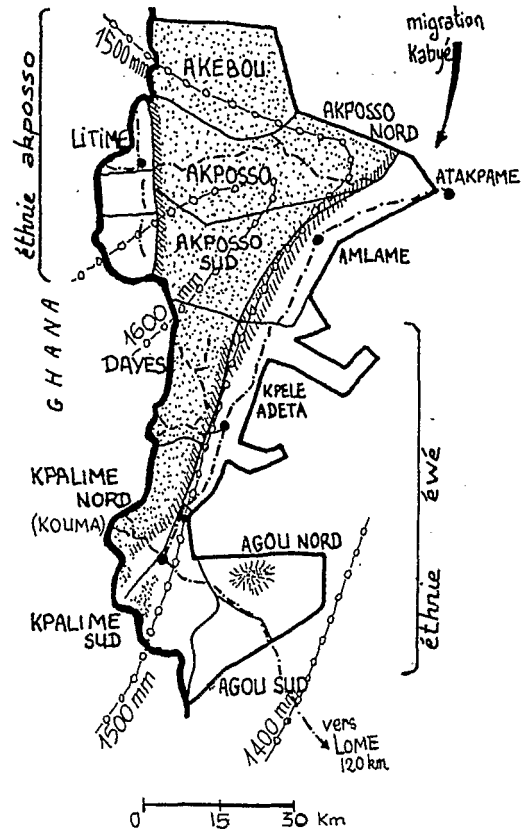 1500 mm
migration
Kabyé
AKEBOU
AKPOSSO
NORD
LITIME
AKPOSSO
ATAKPAME
éthnie akposso
AKPOSSO
SUD
AMLAME
GHANA
1600 mm
DAYES
KPELE
ADETA
KPALIME
NORD
(KOUMA)
AGOU NORD
éthnie éwé
KPALIME
SUD
AGOU SUD
1500 mm
1400 mm
vers
LOME
120 km
0 15 30 Km